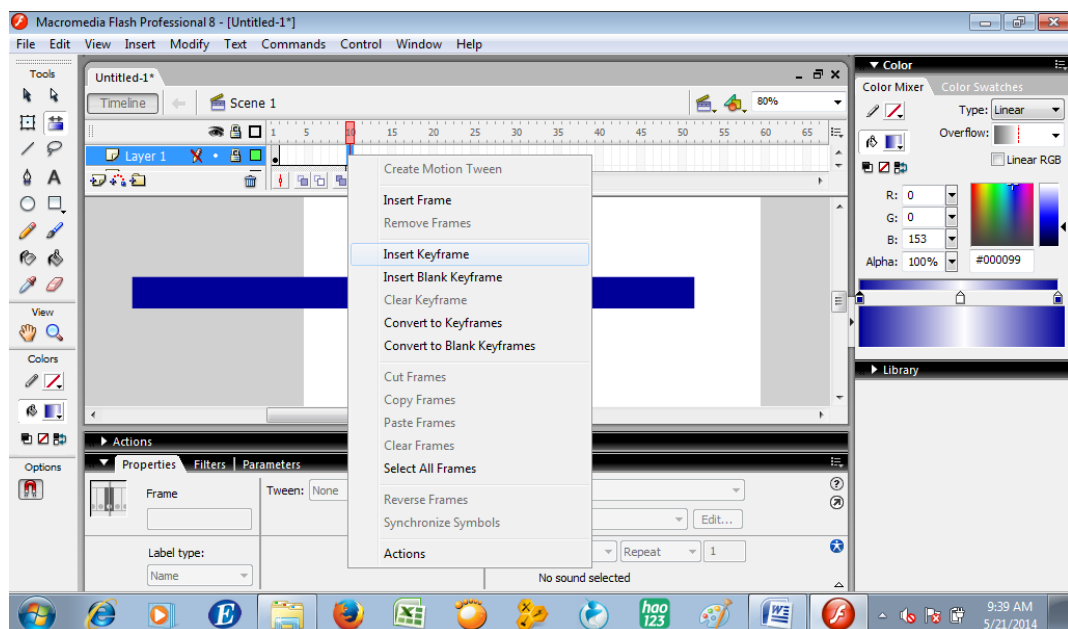 Macromedia Flash Professional 8 - [Untitled-1*]
File Edit View Insert Modify Text Commands Control Window Help
Tools
View
Colors
Options
Untitled-1*
Timeline
Scene 1
80%
1 5 10 15 20 25 30 35 40 45 50 55 60 65
Layer 1
Create Motion Tween
Insert Frame
Remove Frames
Insert Keyframe
Insert Blank Keyframe
Clear Keyframe
Convert to Keyframes
Convert to Blank Keyframes
Cut Frames
Copy Frames
Paste Frames
Clear Frames
Select All Frames
Reverse Frames
Synchronize Symbols
Actions
Actions
Properties Filters Parameters
Frame
Tween: None
Edit...
Label type:
Name
Repeat 1
No sound selected
Color
Color Mixer Color Swatches
Type: Linear
Overflow:
Linear RGB
R: 0
G: 0
B: 153
Alpha: 100% #000099
Library
hao
123
9:39 AM
5/21/2014